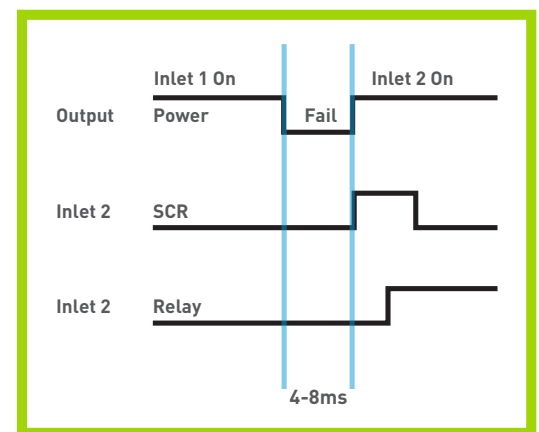 Inlet 1 On Inlet 2 On
Output Power Fail
Inlet 2 SCR
Inlet 2 Relay
4-8ms